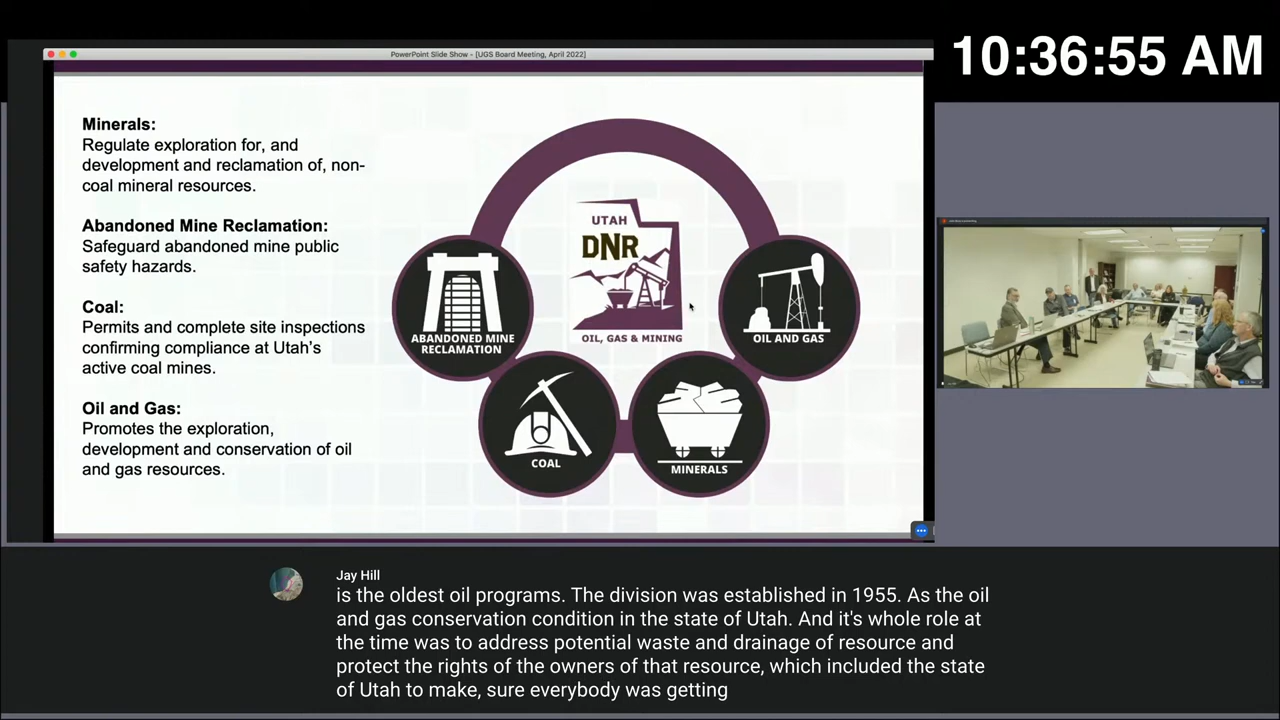 PowerPoint Slide Show - [UGS Board Meeting, April 2022]
10:36:55 AM
Minerals:
Regulate exploration for, and
development and reclamation of, non-
coal mineral resources.
Abandoned Mine Reclamation:
Safeguard abandoned mine public
safety hazards.
Coal:
Permits and complete site inspections
confirming compliance at Utah's
active coal mines.
Oil and Gas:
Promotes the exploration,
development and conservation of oil
and gas resources.
UTAH
DNR
OIL, GAS & MINING
ABANDONED MINE
RECLAMATION
OIL AND GAS
COAL
MINERALS
Jay Hill
is the oldest oil programs. The division was established in 1955. As the oil
and gas conservation condition in the state of Utah. And it's whole role at
the time was to address potential waste and drainage of resource and
protect the rights of the owners of that resource, which included the state
of Utah to make, sure everybody was getting